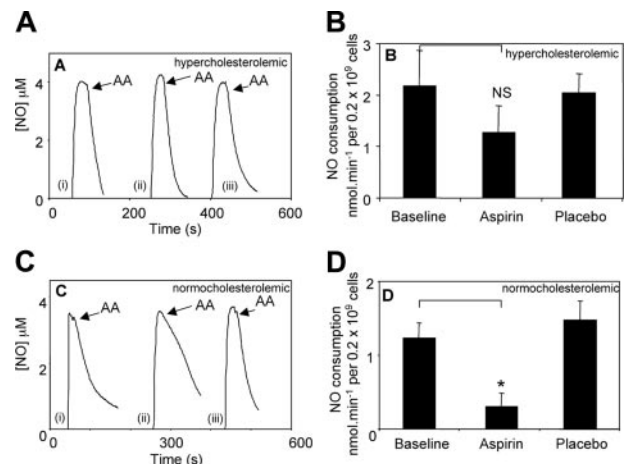 A
A
hypercholesterolemic
[NO] µM
4
2
0
AA
AA
AA
(i)
(ii)
(iii)
0
200
400
600
Time (s)
B
B
hypercholesterolemic
NO consumption
nmol.min⁻¹ per 0.2 x 10⁹ cells
3
2
1
0
NS
Baseline
Aspirin
Placebo
C
C
normocholesterolemic
[NO] µM
4
2
0
AA
AA
AA
(i)
(ii)
(iii)
0
300
600
Time (s)
D
D
normocholesterolemic
NO consumption
nmol.min⁻¹ per 0.2 x 10⁹ cells
2
1
0
*
Baseline
Aspirin
Placebo